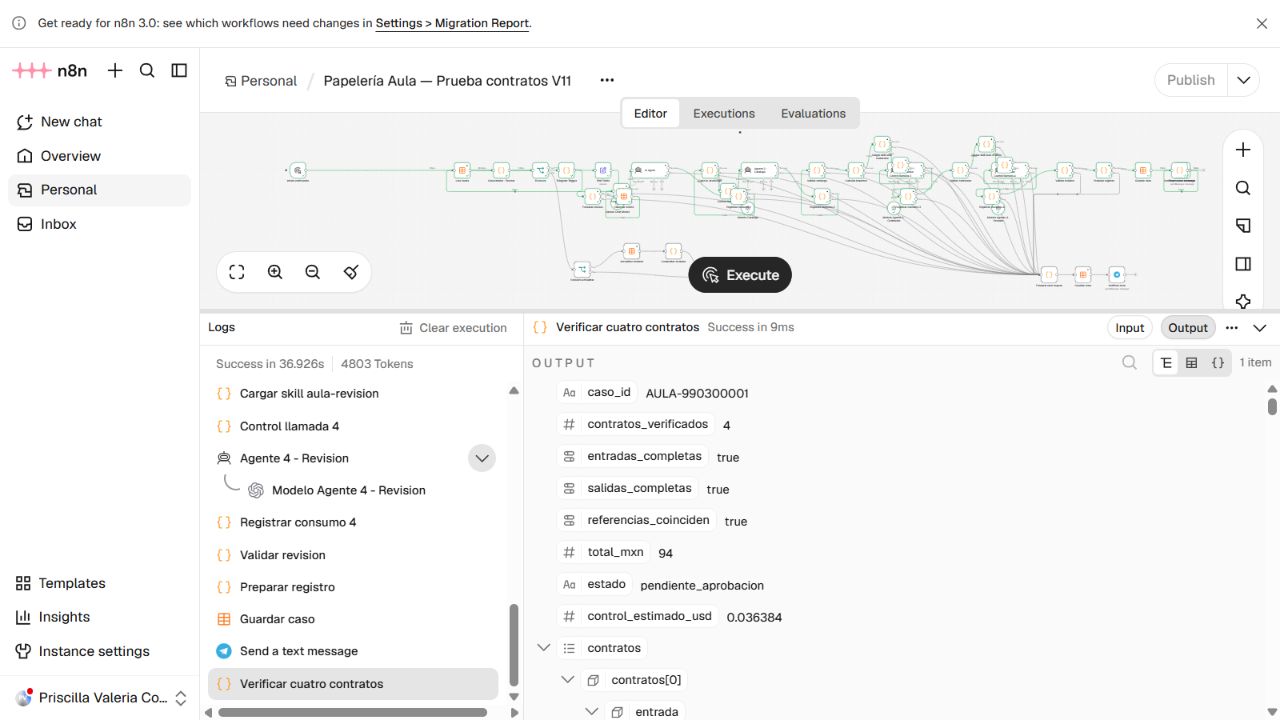 Get ready for n8n 3.0: see which workflows need changes in Settings > Migration Report.
n8n
Personal / Papelería Aula — Prueba contratos V11
Publish
Editor Executions Evaluations
New chat
Overview
Personal
Inbox
Templates
Insights
Instance settings
Priscilla Valeria Co...
Execute
Logs
Clear execution
Success in 36.926s 4803 Tokens
Cargar skill aula-revision
Control llamada 4
Agente 4 - Revision
Modelo Agente 4 - Revision
Registrar consumo 4
Validar revision
Preparar registro
Guardar caso
Send a text message
Verificar cuatro contratos
Verificar cuatro contratos Success in 9ms
Input Output
OUTPUT
1 item
caso_id AULA-990300001
contratos_verificados 4
entradas_completas true
salidas_completas true
referencias_coinciden true
total_mxn 94
estado pendiente_aprobacion
control_estimado_usd 0.036384
contratos
contratos[0]
entrada